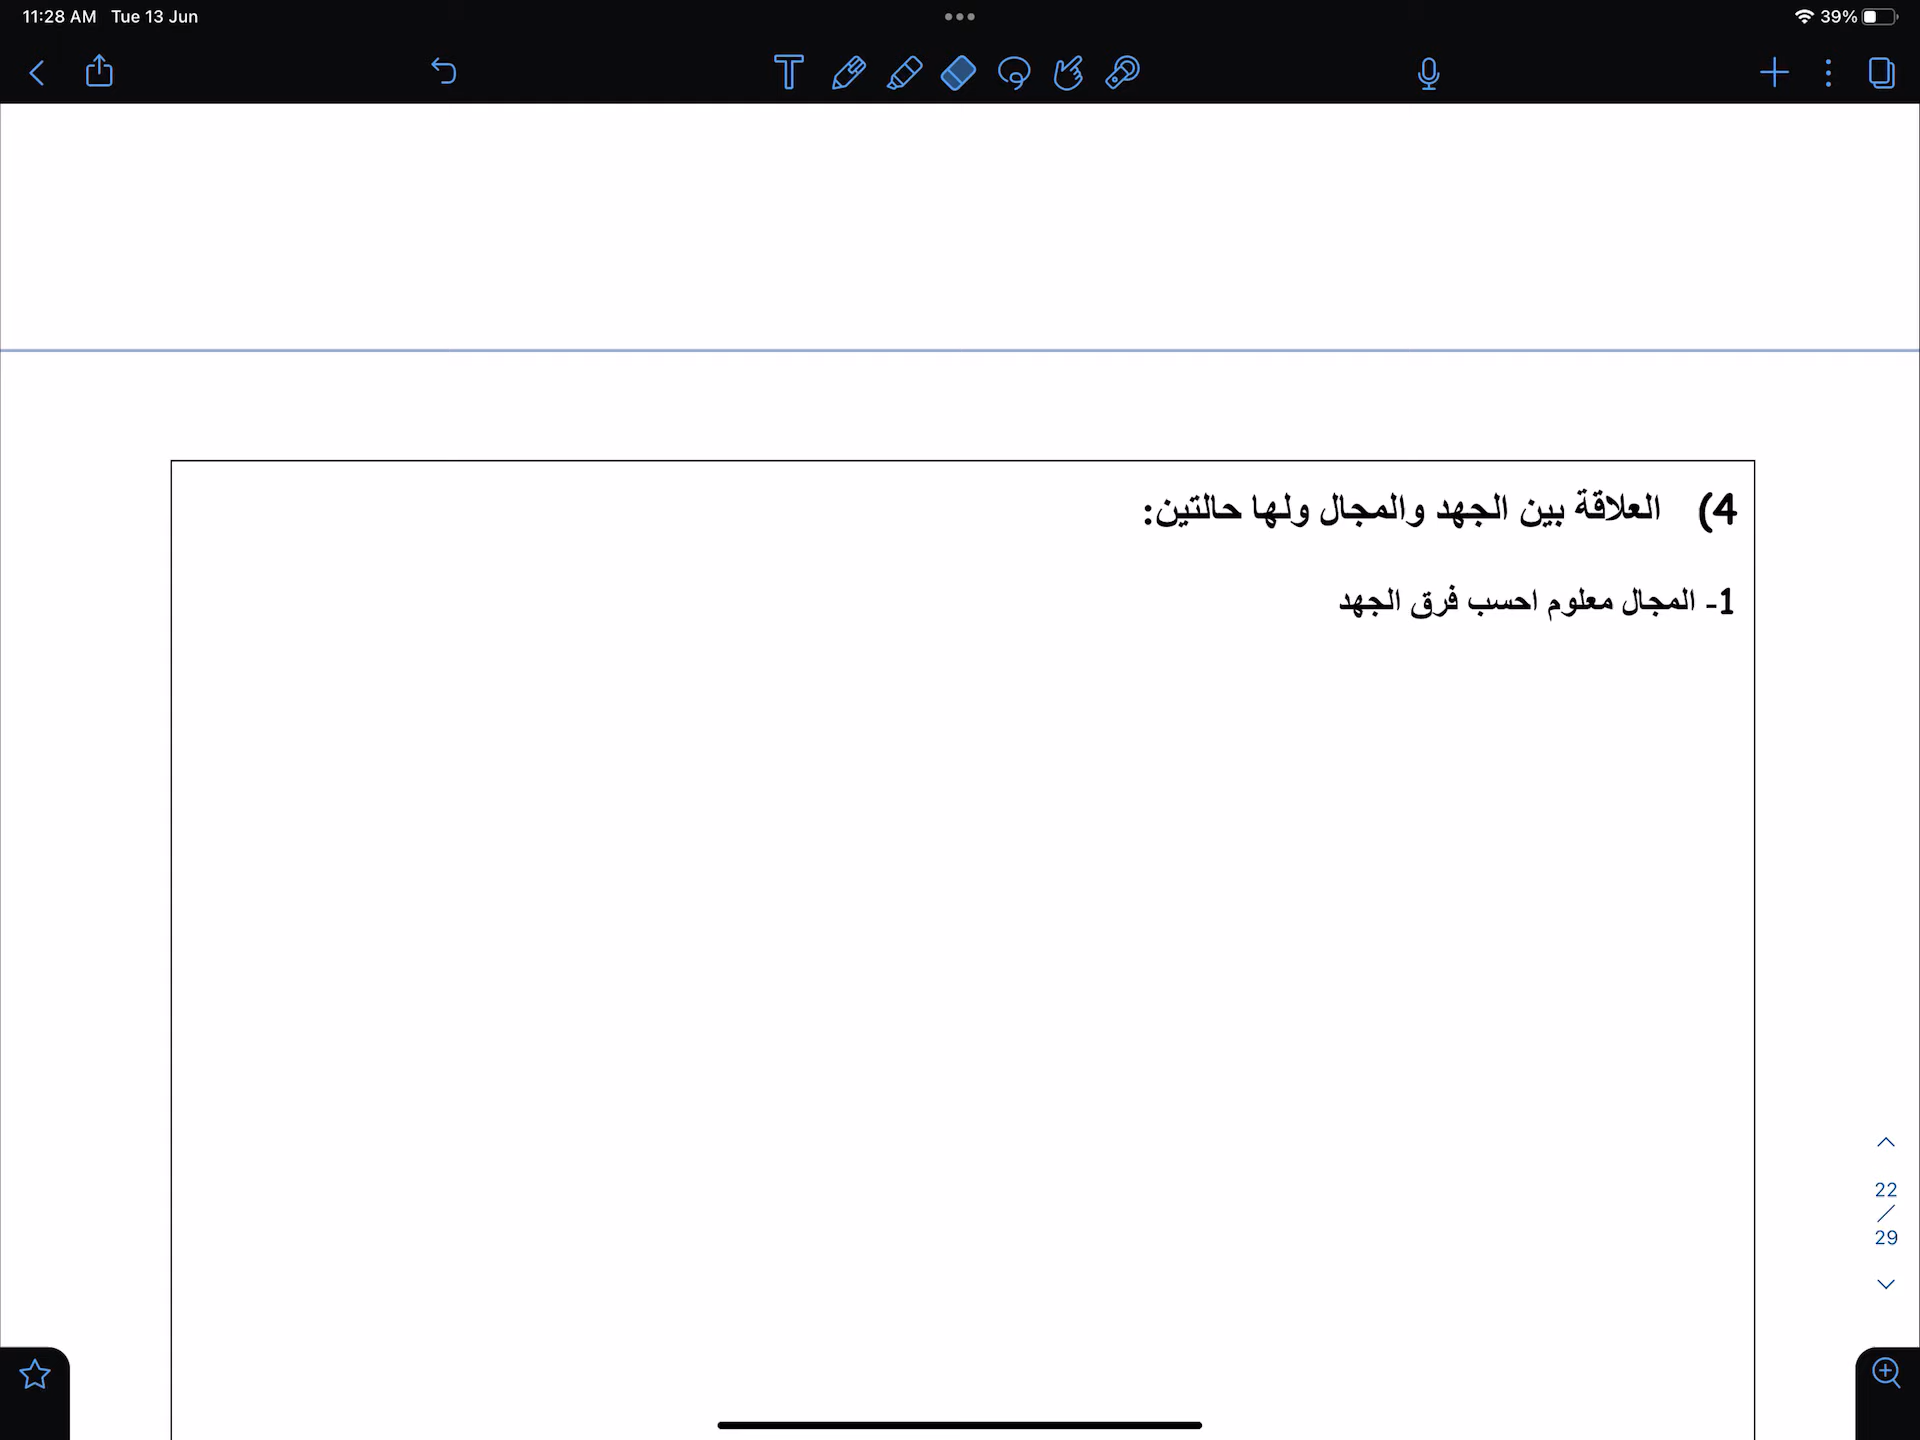 11:28 AM Tue 13 Jun
39%
4) العلاقة بين الجهد والمجال ولها حالتين:
1- المجال معلوم احسب فرق الجهد
22
/
29